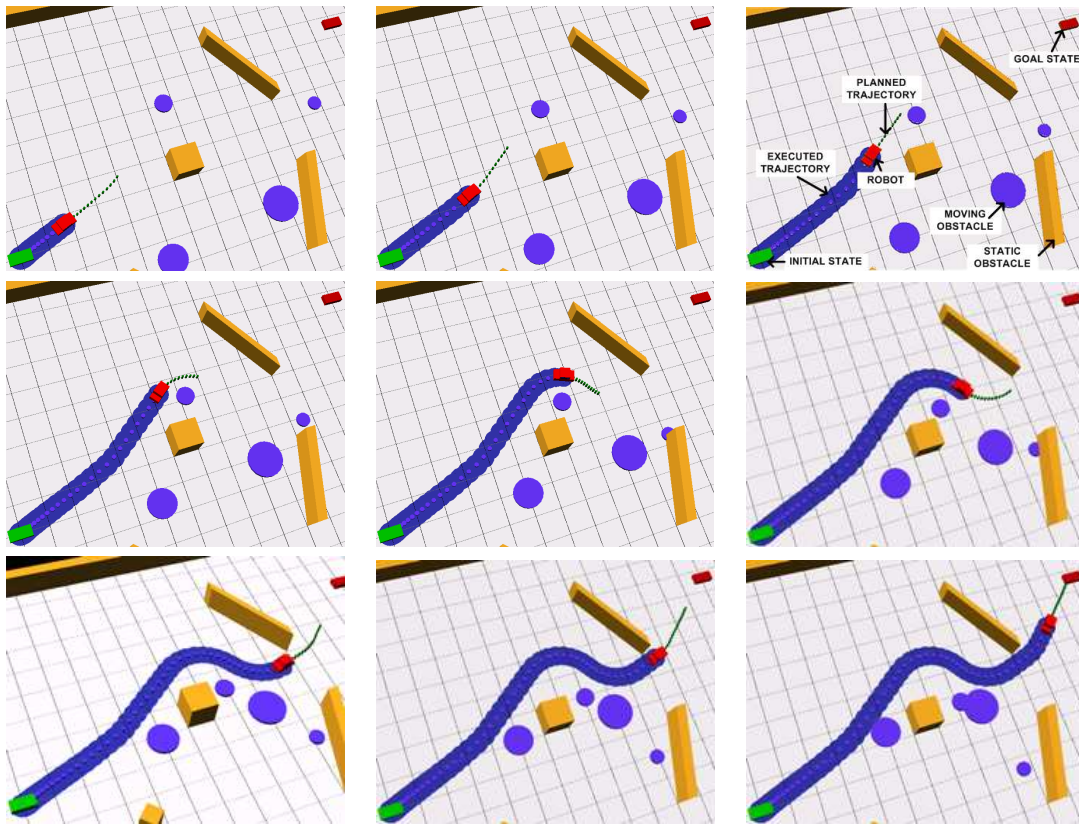 GOAL STATE
PLANNED
TRAJECTORY
EXECUTED
TRAJECTORY
ROBOT
MOVING
OBSTACLE
STATIC
OBSTACLE
INITIAL STATE